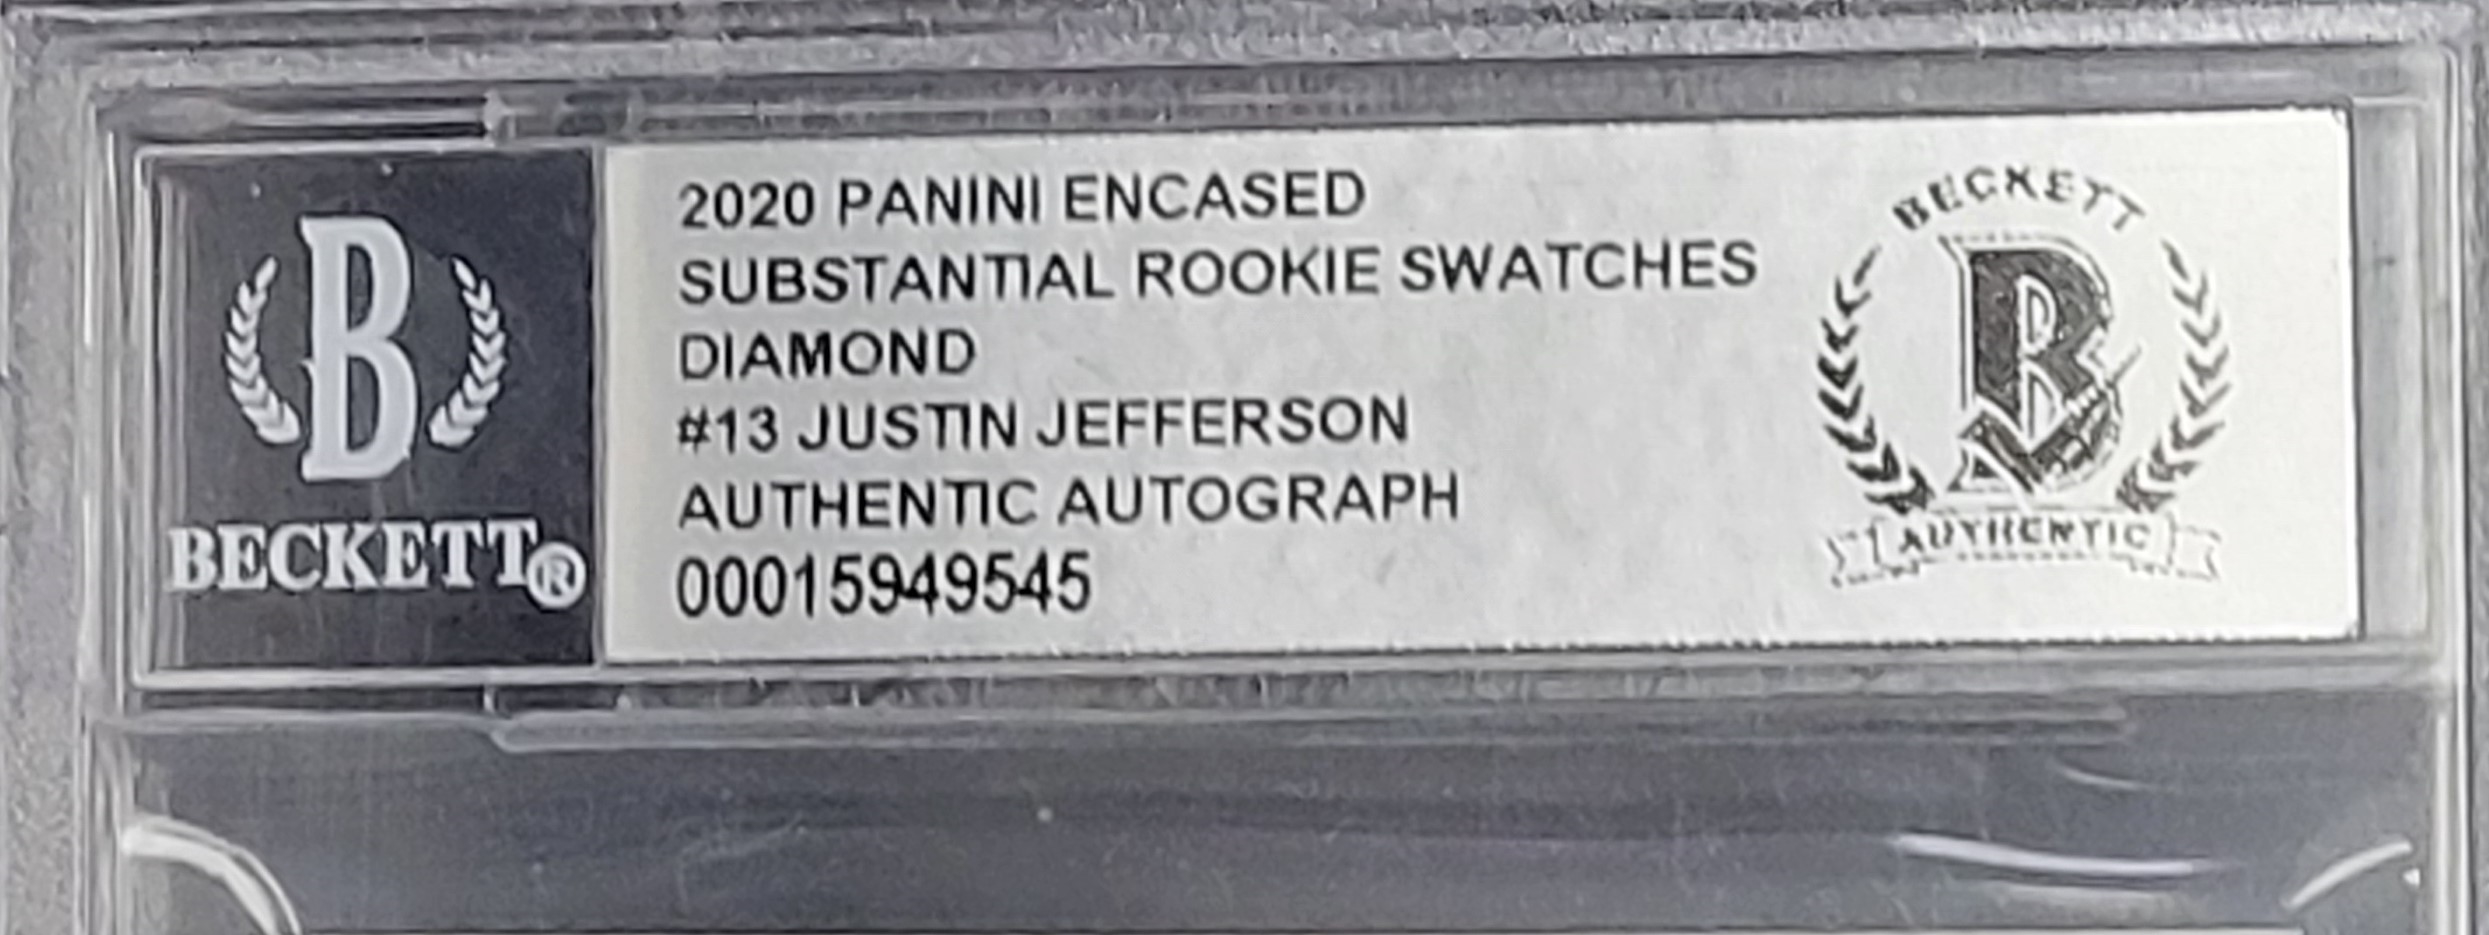 B
BECKETT®
2020 PANINI ENCASED
SUBSTANTIAL ROOKIE SWATCHES
DIAMOND
#13 JUSTIN JEFFERSON
AUTHENTIC AUTOGRAPH
00015949545
BECKETT
B
AUTHENTIC